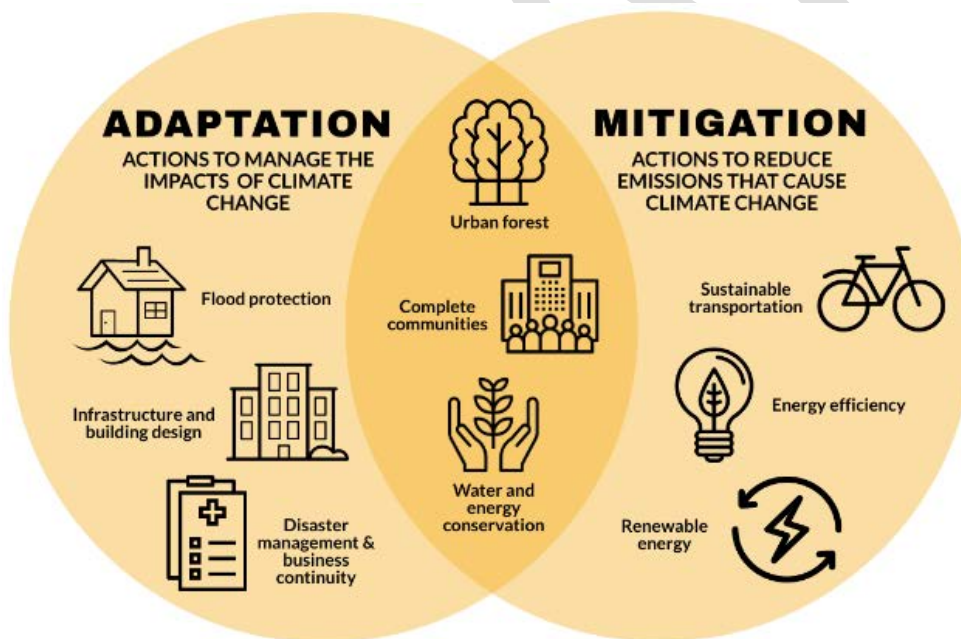 ADAPTATION
ACTIONS TO MANAGE THE
IMPACTS OF CLIMATE
CHANGE
Flood protection
Infrastructure and
building design
Disaster
management &
business
continuity
Urban forest
Complete
communities
Water and
energy
conservation
MITIGATION
ACTIONS TO REDUCE
EMISSIONS THAT CAUSE
CLIMATE CHANGE
Sustainable
transportation
Energy efficiency
Renewable
energy